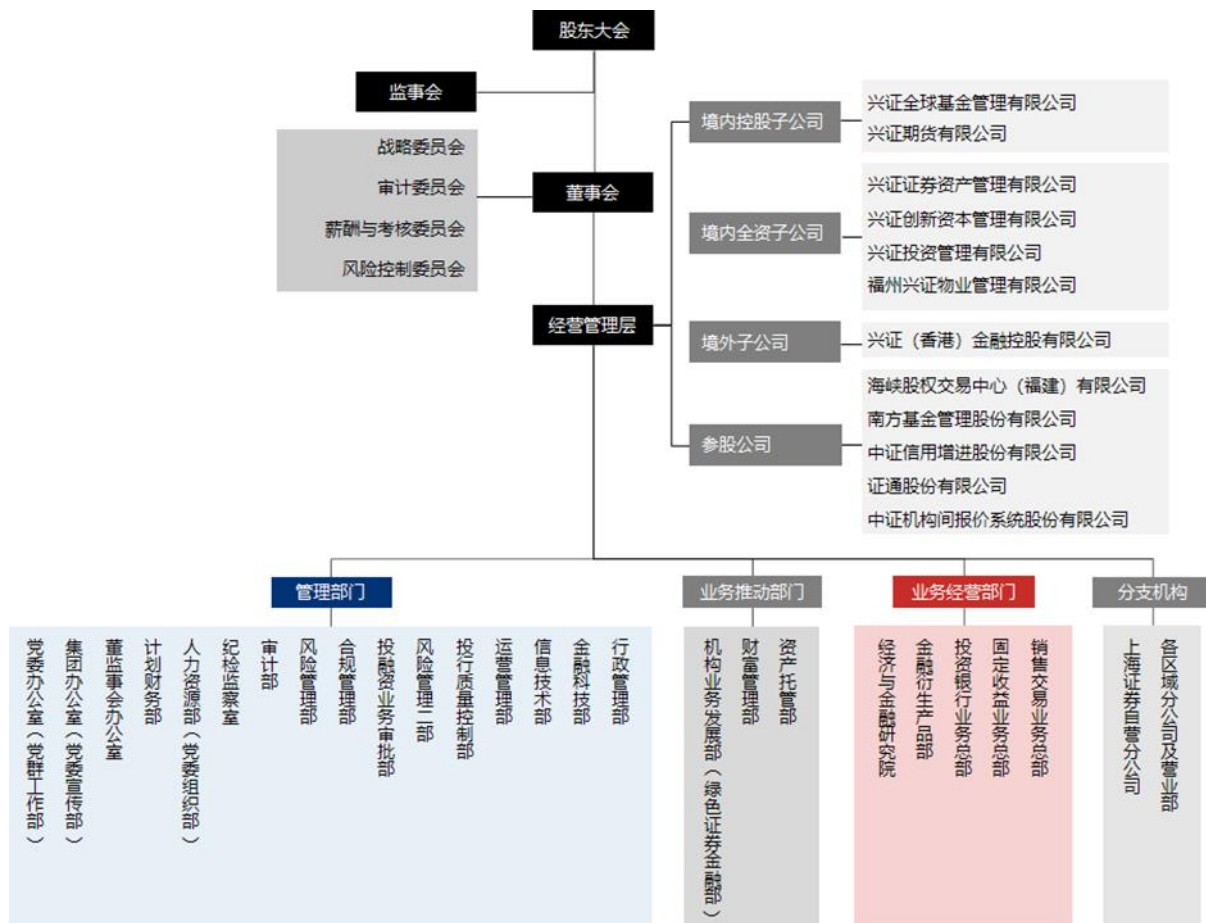 股东大会
监事会
战略委员会
审计委员会
薪酬与考核委员会
风险控制委员会
董事会
经营管理层
境内控股子公司
兴证全球基金管理有限公司
兴证期货有限公司
境内全资子公司
兴证证券资产管理有限公司
兴证创新资本管理有限公司
兴证投资管理有限公司
福州兴证物业管理有限公司
境外子公司
兴证（香港）金融控股有限公司
参股公司
海峡股权交易中心（福建）有限公司
南方基金管理股份有限公司
中证信用增进股份有限公司
证通股份有限公司
中证机构间报价系统股份有限公司
管理部门
党委办公室（党群工作部）
集团办公室（党委宣传部）
董监事会办公室
计划财务部
人力资源部（党委组织部）
纪检监察室
审计部
风险管理部
合规管理部
投融资业务审批部
风险管理二部
投行质量控制部
运营管理部
信息技术部
金融科技部
行政管理部
业务推动部门
机构业务发展部（绿色证券金融部）
财富管理部
资产托管部
业务经营部门
经济与金融研究院
金融衍生产品部
投资银行业务总部
固定收益业务总部
销售交易业务总部
分支机构
上海证券自营分公司
各区域分公司及营业部